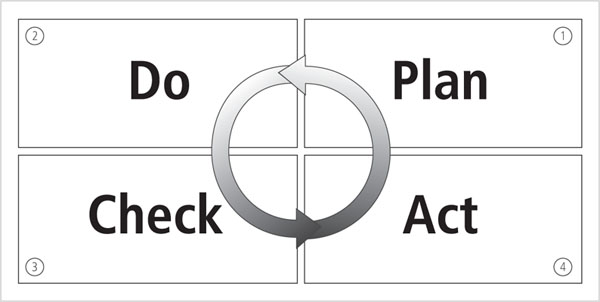 ② ①
Do Plan
Check Act
③ ④